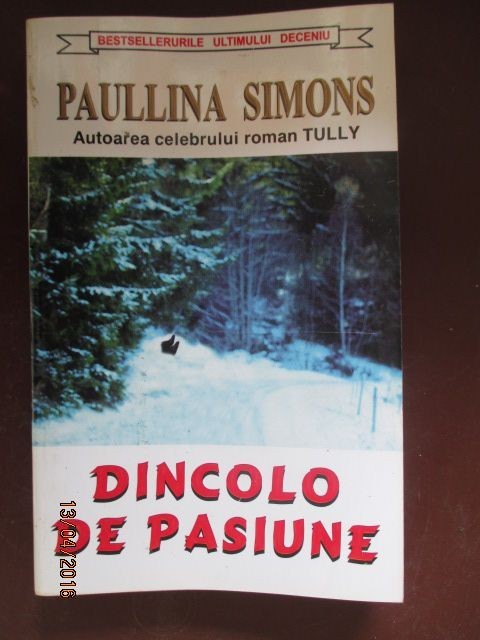 BESTSELLERURILE ULTIMULUI DECENIU
PAULLINA SIMONS
Autoarea celebrului roman TULLY
DINCOLO
DE PASIUNE
13/04/2016